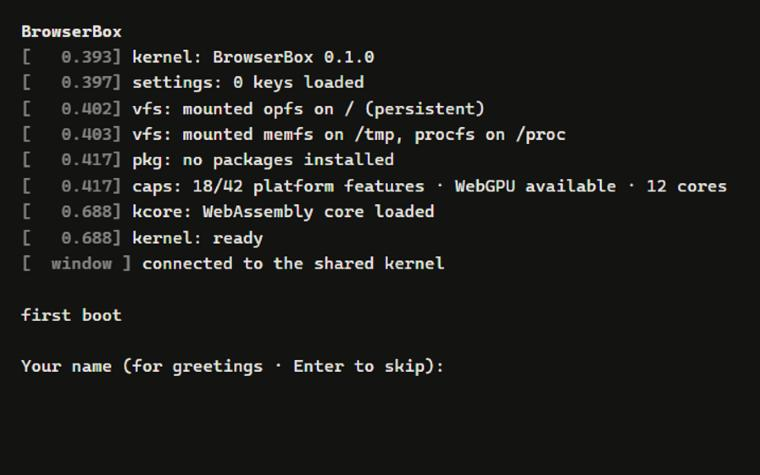 BrowserBox
[   0.393] kernel: BrowserBox 0.1.0
[   0.397] settings: 0 keys loaded
[   0.402] vfs: mounted opfs on / (persistent)
[   0.403] vfs: mounted memfs on /tmp, procfs on /proc
[   0.417] pkg: no packages installed
[   0.417] caps: 18/42 platform features · WebGPU available · 12 cores
[   0.688] kcore: WebAssembly core loaded
[   0.688] kernel: ready
[  window ] connected to the shared kernel
first boot
Your name (for greetings · Enter to skip):